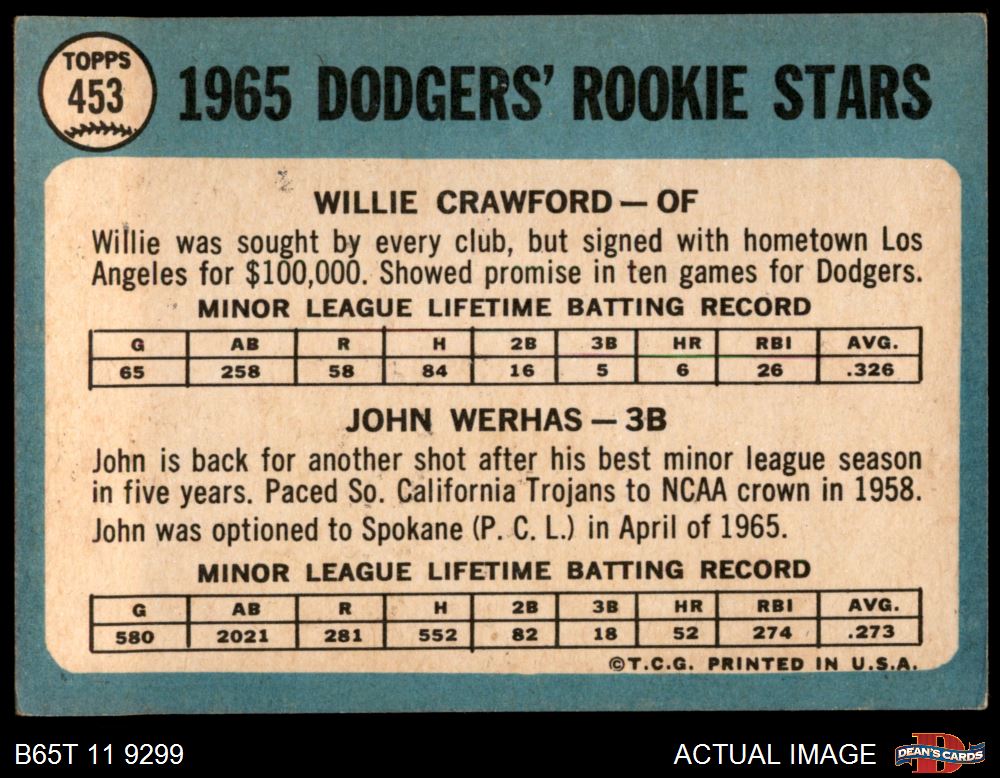 TOPPS
453
1965 DODGERS' ROOKIE STARS
WILLIE CRAWFORD — OF
Willie was sought by every club, but signed with hometown Los
Angeles for $100,000. Showed promise in ten games for Dodgers.
MINOR LEAGUE LIFETIME BATTING RECORD
G AB R H 2B 3B HR RBI AVG.
65 258 58 84 16 5 6 26 .326
JOHN WERHAS — 3B
John is back for another shot after his best minor league season
in five years. Paced So. California Trojans to NCAA crown in 1958.
John was optioned to Spokane (P. C. L.) in April of 1965.
MINOR LEAGUE LIFETIME BATTING RECORD
G AB R H 2B 3B HR RBI AVG.
580 2021 281 552 82 18 52 274 .273
©T.C.G. PRINTED IN U.S.A.
B65T 11 9299
ACTUAL IMAGE
DEAN'S CARDS